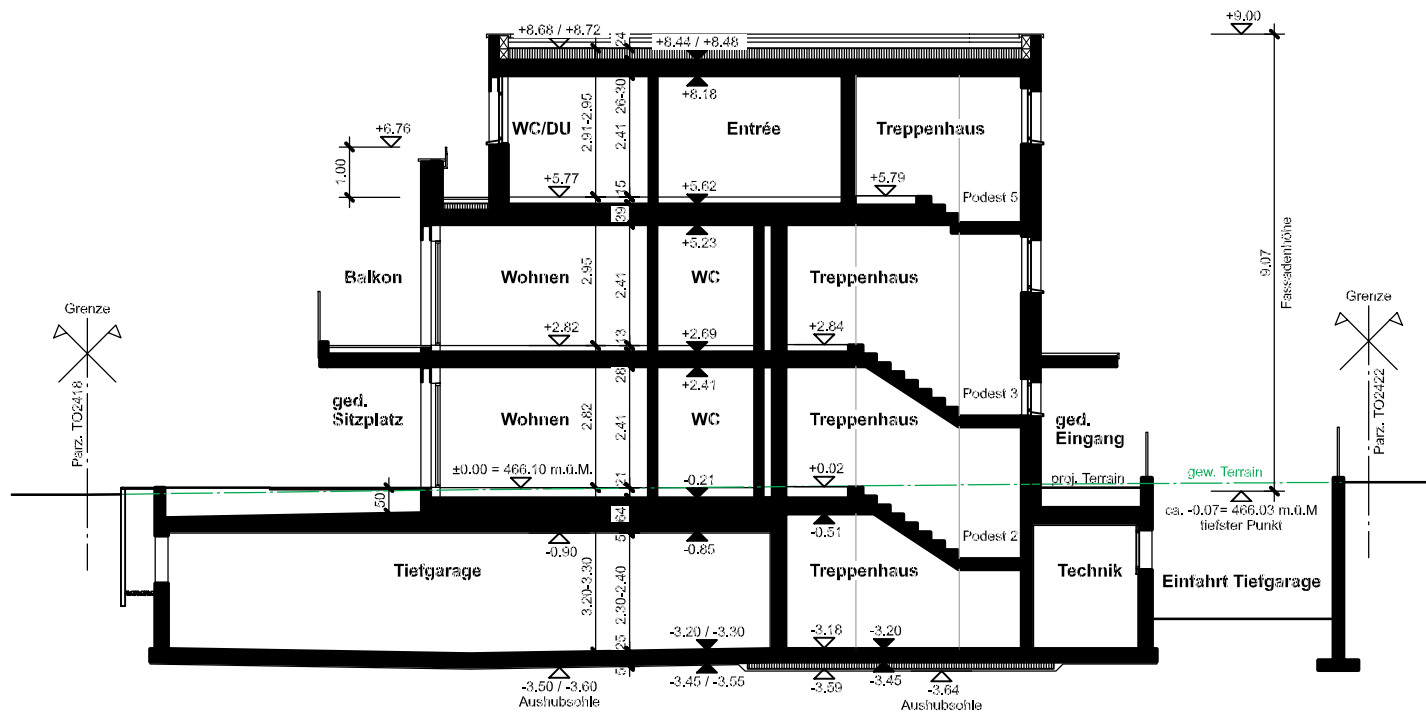 +9.00
+8.68 / +8.72
24
+8.44 / +8.48
+8.18
26-30
2.91-2.95
2.41
WC/DU
Entrée
Treppenhaus
+6.76
1.00
+5.77
15
+5.62
+5.79
Podest 5
39
+5.23
Fassadenhöhe
9.07
Balkon
Wohnen
2.95
2.41
WC
Treppenhaus
Grenze
Grenze
+2.82
13
+2.69
+2.84
28
+2.41
Parz. TO2418
Parz. TO2422
ged.
Sitzplatz
Wohnen
2.82
2.41
WC
Treppenhaus
Podest 3
ged.
Eingang
±0.00 = 466.10 m.ü.M.
21
-0.21
+0.02
proj. Terrain
gew. Terrain
50
64
-0.51
ca. -0.07= 466.03 m.ü.M
tiefster Punkt
5
-0.90
-0.85
Podest 2
Tiefgarage
3.20-3.30
2.30-2.40
Treppenhaus
Technik
Einfahrt Tiefgarage
25
-3.20 / -3.30
-3.18
-3.20
5
-3.50 / -3.60
Aushubsohle
-3.45 / -3.55
-3.59
-3.45
-3.64
Aushubsohle